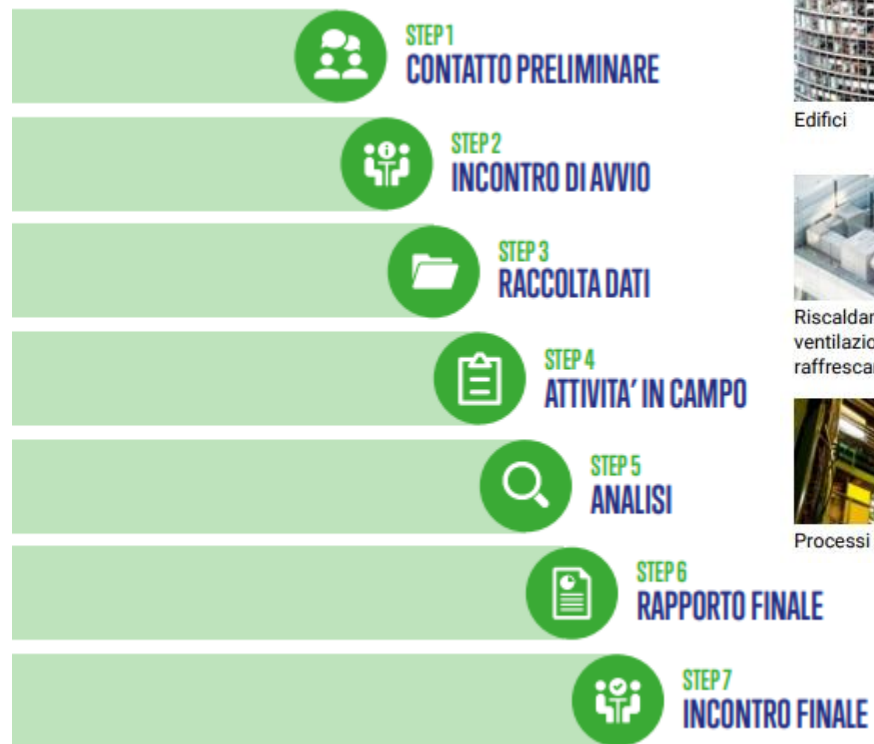 STEP 1
CONTATTO PRELIMINARE
STEP 2
INCONTRO DI AVVIO
STEP 3
RACCOLTA DATI
STEP 4
ATTIVITA' IN CAMPO
STEP 5
ANALISI
STEP 6
RAPPORTO FINALE
STEP 7
INCONTRO FINALE
Edifici
Processi